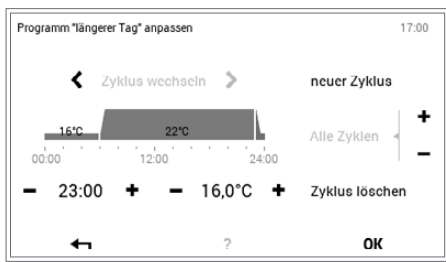 Programm "längerer Tag" anpassen 17:00
Zyklus wechseln neuer Zyklus
16°C 22°C
Alle Zyklen
00:00 12:00 24:00
23:00 16,0°C Zyklus löschen
? OK